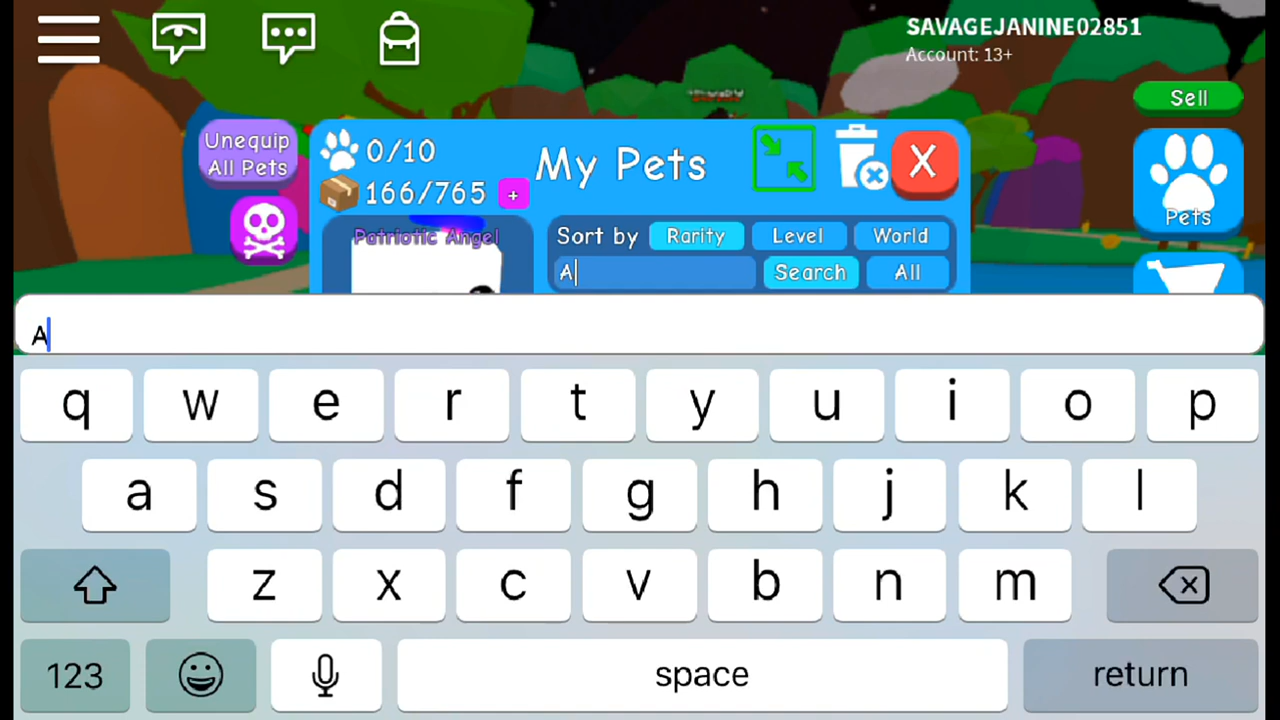 SAVAGEJANINE02851
Account: 13+
Sell
Unequip
All Pets
0/10
My Pets
166/765 +
X
Pets
Patriotic Angel
Sort by Rarity Level World
A Search All
A
q w e r t y u i o p
a s d f g h j k l
z x c v b n m
123 space return